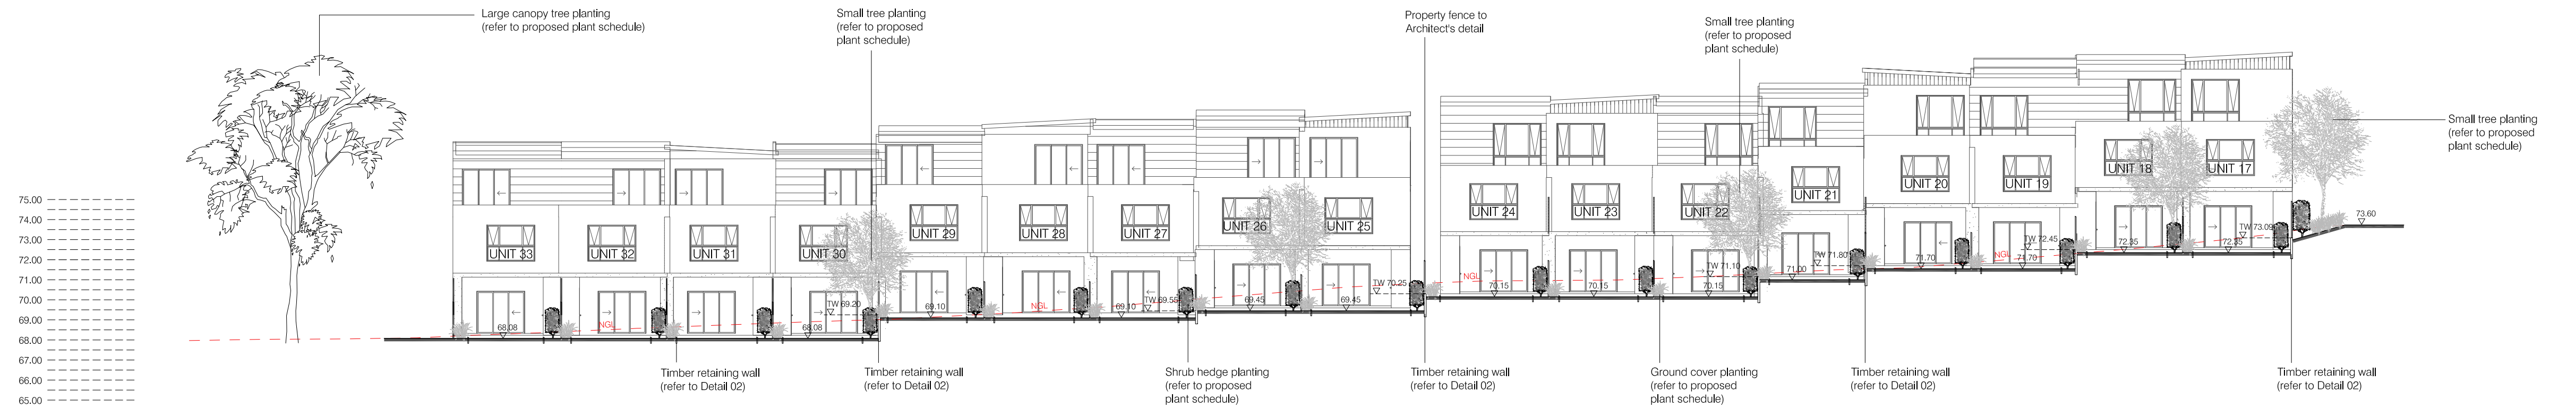 Large canopy tree planting
(refer to proposed plant schedule)
Small tree planting
(refer to proposed
plant schedule)
Property fence to
Architect's detail
Small tree planting
(refer to proposed
plant schedule)
Small tree planting
(refer to proposed
plant schedule)
75.00
74.00
73.00
72.00
71.00
70.00
69.00
68.00
67.00
66.00
65.00
UNIT 33
UNIT 32
UNIT 31
UNIT 30
UNIT 29
UNIT 28
UNIT 27
UNIT 26
UNIT 25
UNIT 24
UNIT 23
UNIT 22
UNIT 21
UNIT 20
UNIT 19
UNIT 18
UNIT 17
68.08
NGL
68.08
TW 69.20
69.10
NGL
69.10
TW 69.55
69.45
69.45
TW 70.25
NGL
70.15
70.15
70.15
TW 71.10
71.00
TW 71.80
71.70
NGL
71.70
TW 72.45
72.35
72.35
TW 73.09
73.60
Timber retaining wall
(refer to Detail 02)
Timber retaining wall
(refer to Detail 02)
Shrub hedge planting
(refer to proposed
plant schedule)
Timber retaining wall
(refer to Detail 02)
Ground cover planting
(refer to proposed
plant schedule)
Timber retaining wall
(refer to Detail 02)
Timber retaining wall
(refer to Detail 02)